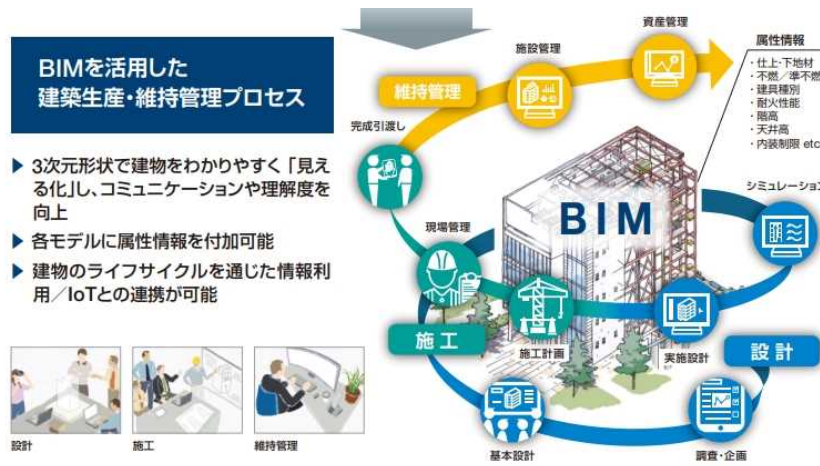 BIMを活用した
建築生産・維持管理プロセス
▶ 3次元形状で建物をわかりやすく「見え
る化」し、コミュニケーションや理解度を
向上
▶ 各モデルに属性情報を付加可能
▶ 建物のライフサイクルを通じた情報利
用／IoTとの連携が可能
設計
施工
維持管理
資産管理
施設管理
維持管理
完成引渡し
属性情報
・仕上・下地材
・不燃／準不燃
・建具種別
・耐火性能
・階高
・天井高
・内装制限 etc
BIM
シミュレーション
現場管理
施工
施工計画
実施設計
設計
基本設計
調査・企画